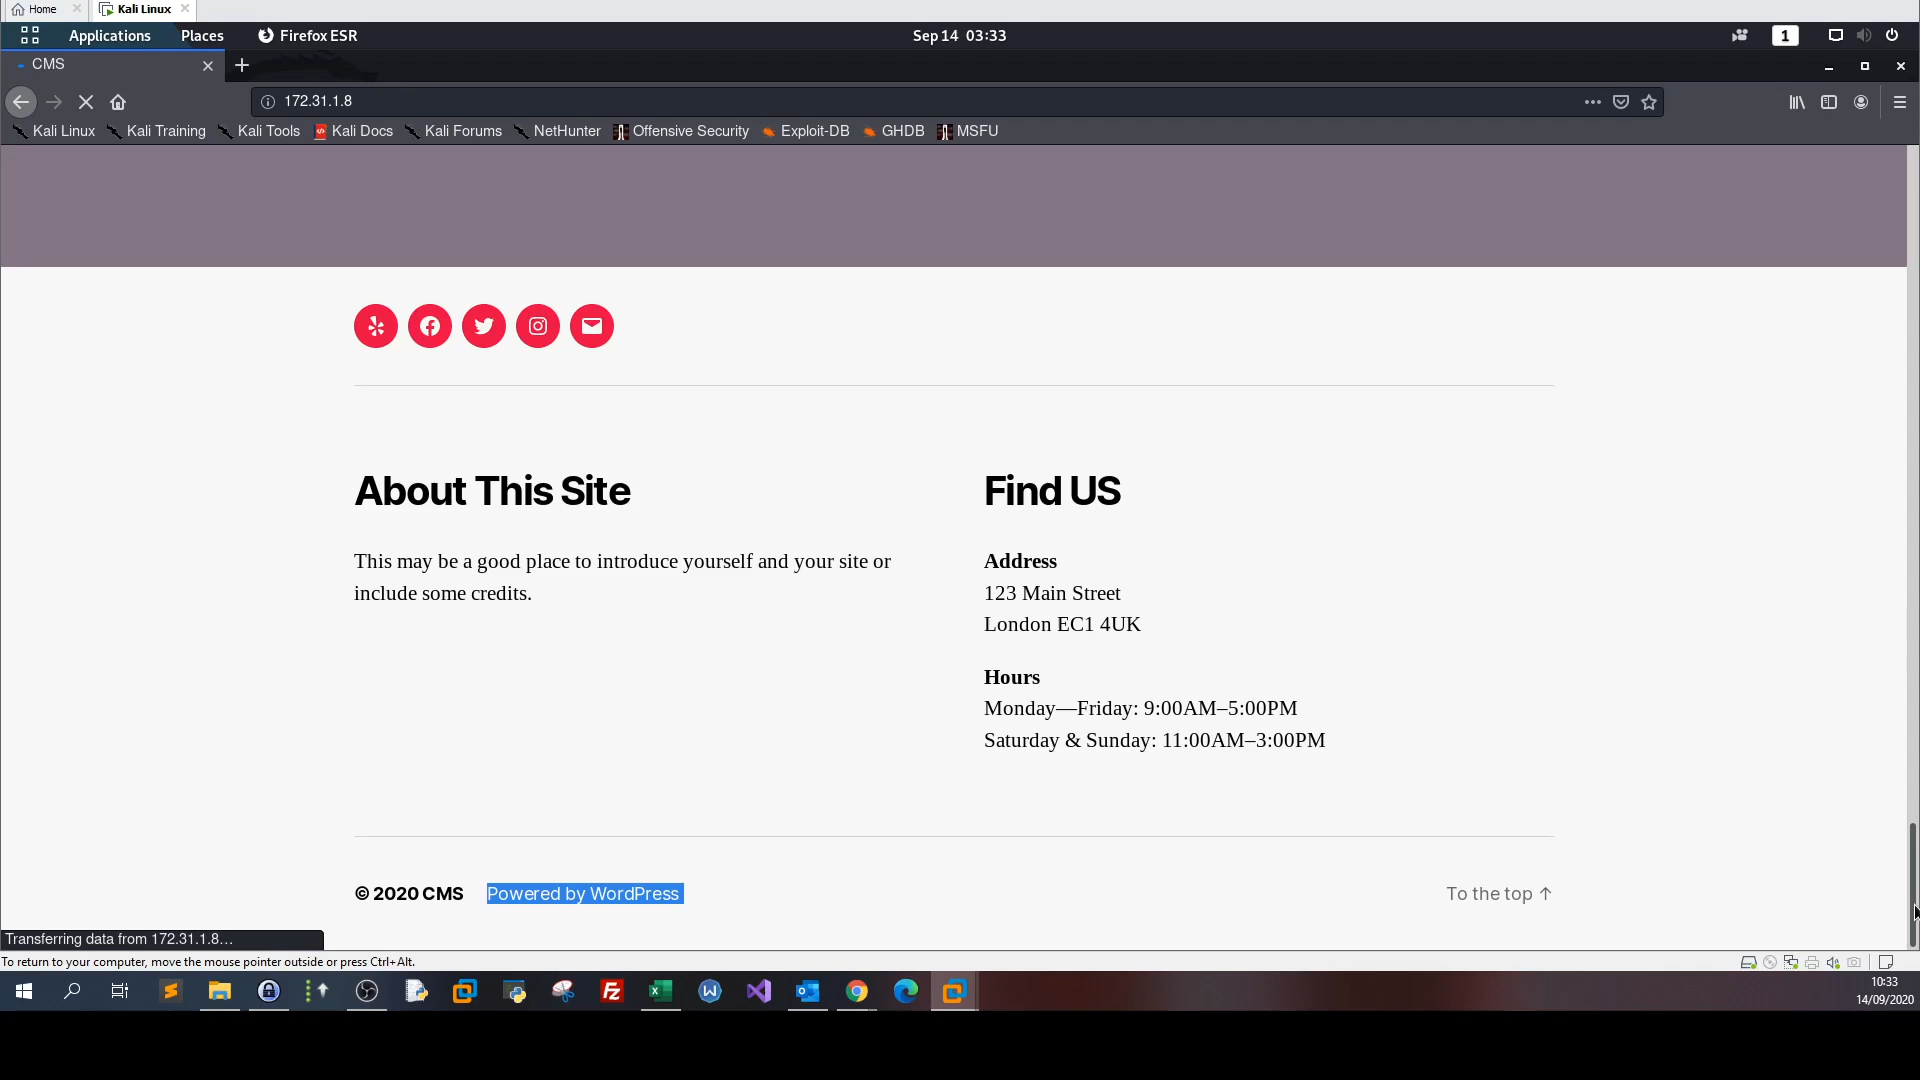 Home
Kali Linux
Applications Places Firefox ESR Sep 14 03:33 1
CMS
172.31.1.8
Kali Linux Kali Training Kali Tools Kali Docs Kali Forums NetHunter Offensive Security Exploit-DB GHDB MSFU
About This Site
This may be a good place to introduce yourself and your site or
include some credits.
Find US
Address
123 Main Street
London EC1 4UK
Hours
Monday—Friday: 9:00AM–5:00PM
Saturday & Sunday: 11:00AM–3:00PM
© 2020 CMS Powered by WordPress To the top ↑
Transferring data from 172.31.1.8…
To return to your computer, move the mouse pointer outside or press Ctrl+Alt.
10:33
14/09/2020